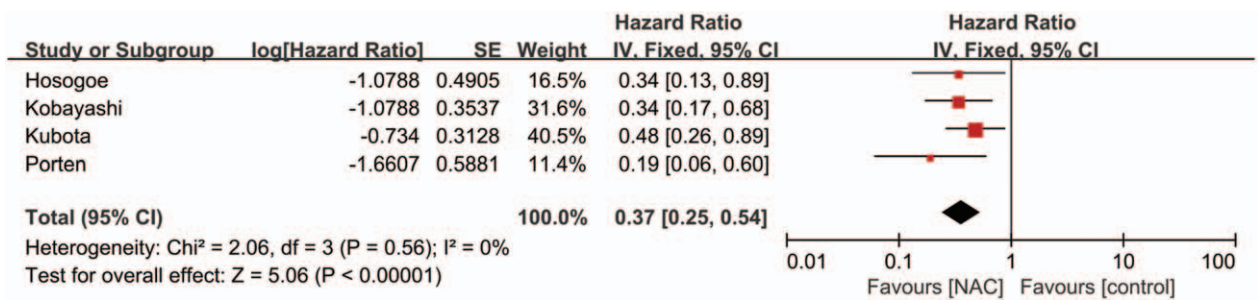 Hazard Ratio Hazard Ratio
Study or Subgroup log[Hazard Ratio] SE Weight IV, Fixed, 95% CI IV, Fixed, 95% CI
Hosogoe -1.0788 0.4905 16.5% 0.34 [0.13, 0.89]
Kobayashi -1.0788 0.3537 31.6% 0.34 [0.17, 0.68]
Kubota -0.734 0.3128 40.5% 0.48 [0.26, 0.89]
Porten -1.6607 0.5881 11.4% 0.19 [0.06, 0.60]
Total (95% CI) 100.0% 0.37 [0.25, 0.54]
Heterogeneity: Chi² = 2.06, df = 3 (P = 0.56); I² = 0%
Test for overall effect: Z = 5.06 (P < 0.00001)
0.01 0.1 1 10 100
Favours [NAC] Favours [control]